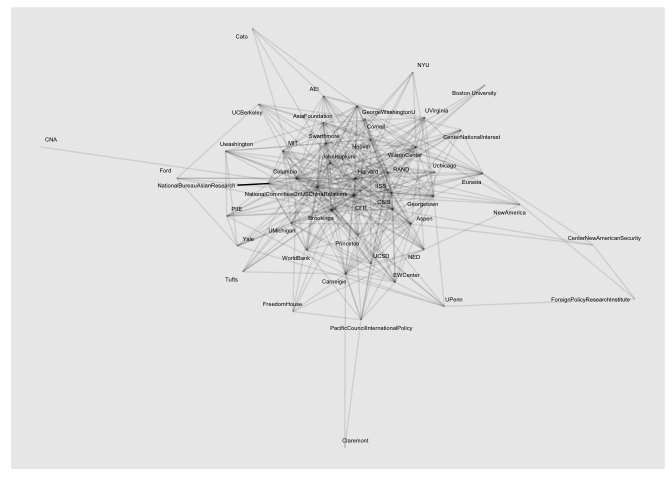 Cato
NYU
AEI
Boston University
UCBerkeley
AsiaFoundation
GeorgeWashingtonU
UVirginia
Cornell
Swarthmore
CenterNationalInterest
CNA
Uwashington
MIT
Hoover
JohnHopkins
WilsonCenter
Uchicago
Ford
Columbia
Harvard
RAND
NationalBureauAsianResearch
Eurasia
IISS
NationalCommitteeOnUSChinaRelations
CSIS
Georgetown
CFR
PIIE
NewAmerica
Brookings
Aspen
UMichigan
Yale
Princeton
CenterNewAmericanSecurity
WorldBank
UCSD
NED
Tufts
Carneigie
EWCenter
FreedomHouse
UPenn
ForeignPolicyResearchInstitute
PacificCouncilInternationalPolicy
Claremont